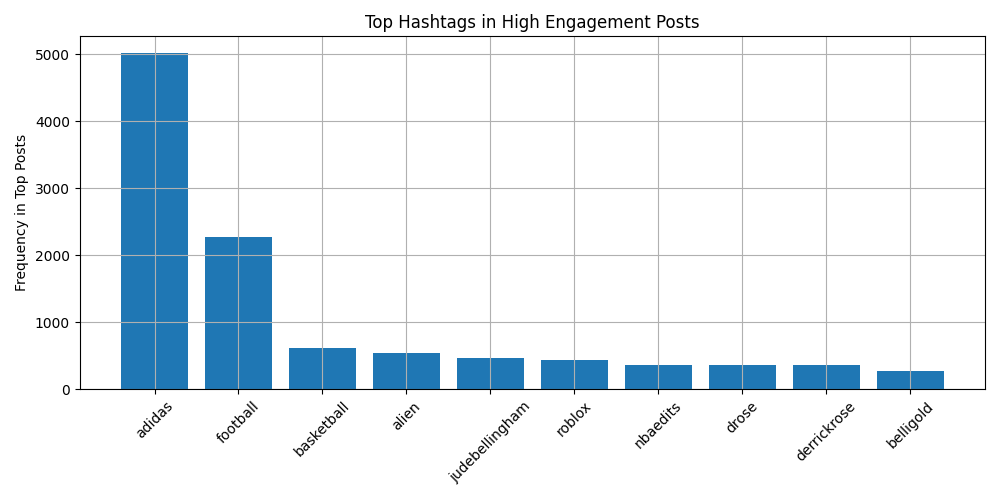 Top Hashtags in High Engagement Posts
Frequency in Top Posts
5000
4000
3000
2000
1000
0
adidas
football
basketball
alien
judebellingham
roblox
nbaedits
drose
derrickrose
belligold